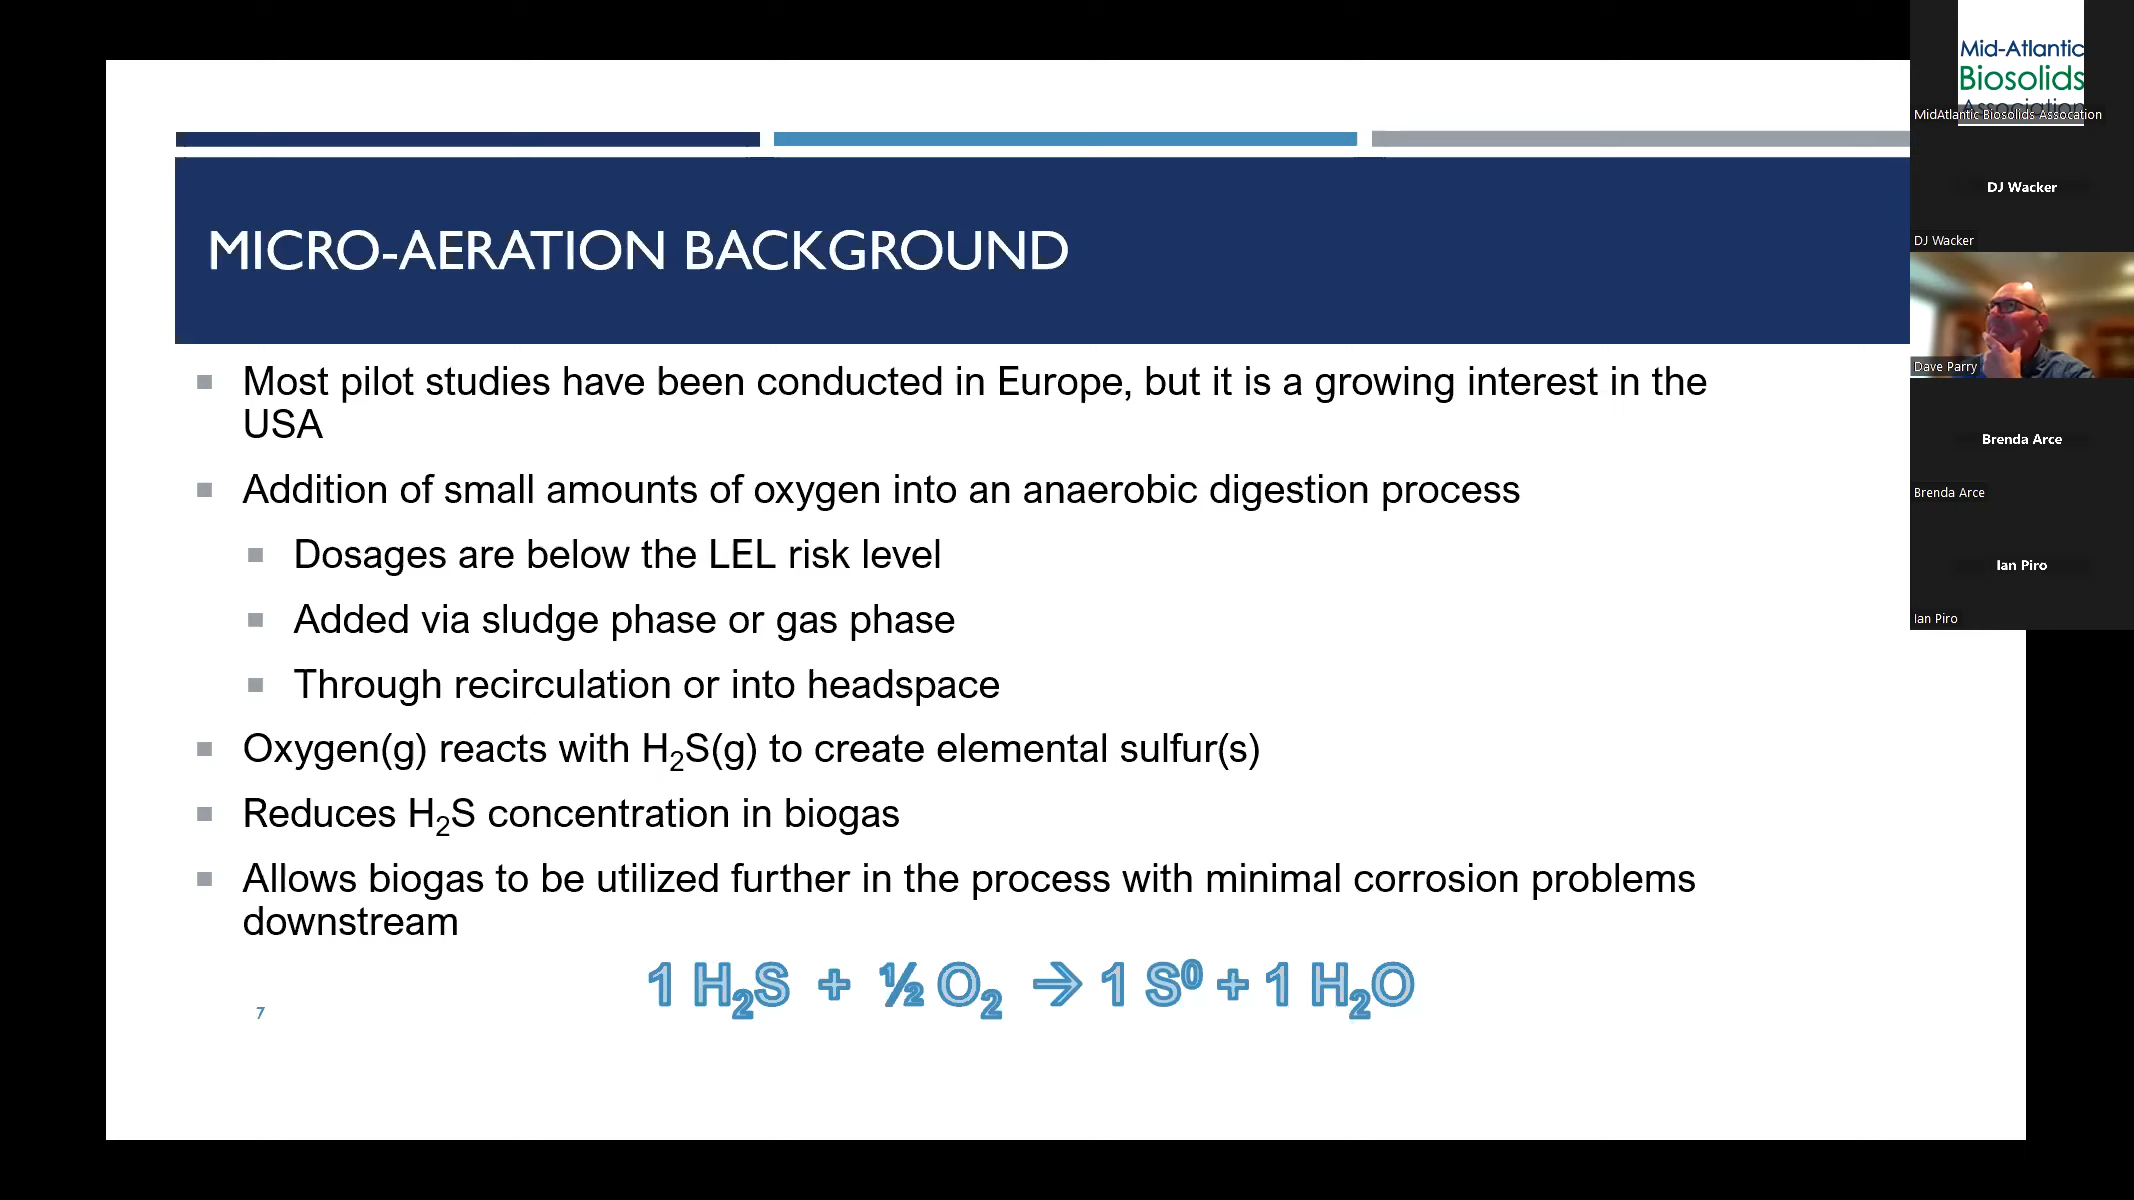 MICRO-AERATION BACKGROUND
Most pilot studies have been conducted in Europe, but it is a growing interest in the
USA
Addition of small amounts of oxygen into an anaerobic digestion process
Dosages are below the LEL risk level
Added via sludge phase or gas phase
Through recirculation or into headspace
Oxygen(g) reacts with H₂S(g) to create elemental sulfur(s)
Reduces H₂S concentration in biogas
Allows biogas to be utilized further in the process with minimal corrosion problems
downstream
1 H₂S + ½ O₂ → 1 S⁰ + 1 H₂O
7
Mid-Atlantic
Biosolids
Association
MidAtlantic Biosolids Assocation
DJ Wacker
DJ Wacker
Dave Parry
Brenda Arce
Brenda Arce
Ian Piro
Ian Piro